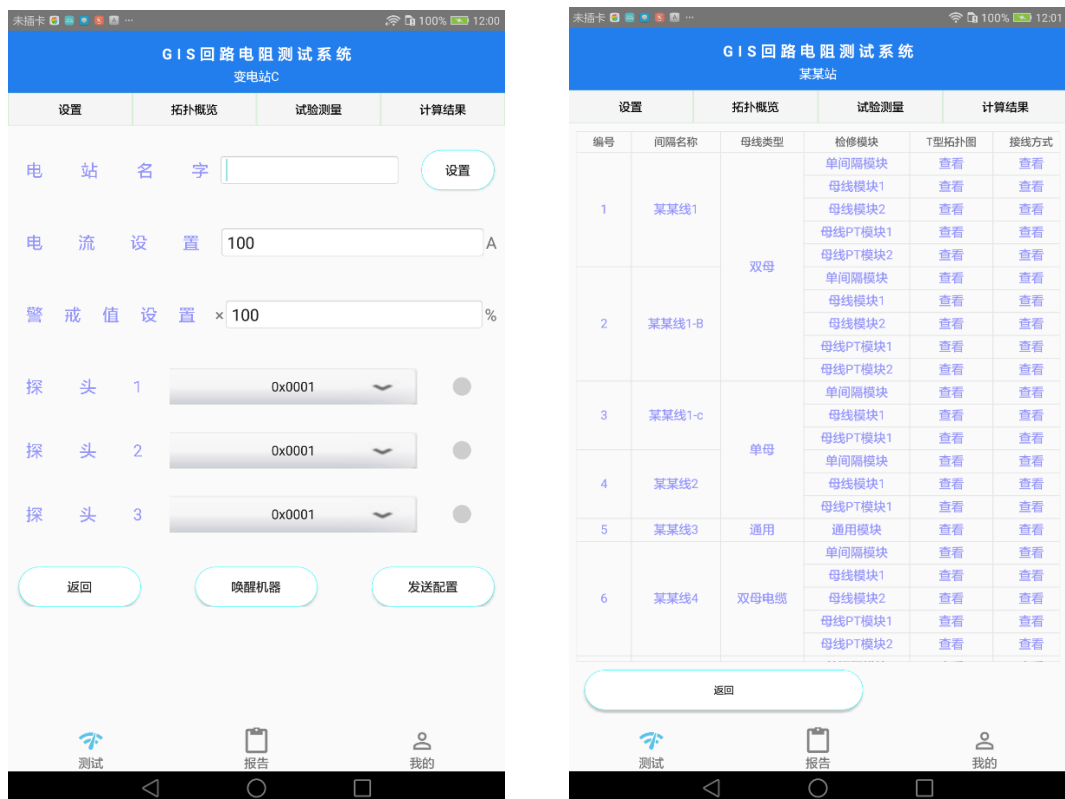 未插卡 ... 100% 12:00
GIS回路电阻测试系统
变电站C
设置 拓扑概览 试验测量 计算结果
电站名字 设置
电流设置 100 A
警戒值设置 × 100 %
探头1 0x0001
探头2 0x0001
探头3 0x0001
返回 唤醒机器 发送配置
测试 报告 我的
未插卡 ... 100% 12:01
GIS回路电阻测试系统
某某站
设置 拓扑概览 试验测量 计算结果
编号 间隔名称 母线类型 检修模块 T型拓扑图 接线方式
单间隔模块 查看 查看
母线模块1 查看 查看
1 某某线1 母线模块2 查看 查看
母线PT模块1 查看 查看
母线PT模块2 查看 查看
双母
单间隔模块 查看 查看
母线模块1 查看 查看
2 某某线1-B 母线模块2 查看 查看
母线PT模块1 查看 查看
母线PT模块2 查看 查看
单间隔模块 查看 查看
3 某某线1-c 母线模块1 查看 查看
母线PT模块1 查看 查看
单母
单间隔模块 查看 查看
4 某某线2 母线模块1 查看 查看
母线PT模块1 查看 查看
5 某某线3 通用 通用模块 查看 查看
单间隔模块 查看 查看
母线模块1 查看 查看
6 某某线4 双母电缆 母线模块2 查看 查看
母线PT模块1 查看 查看
母线PT模块2 查看 查看
返回
测试 报告 我的